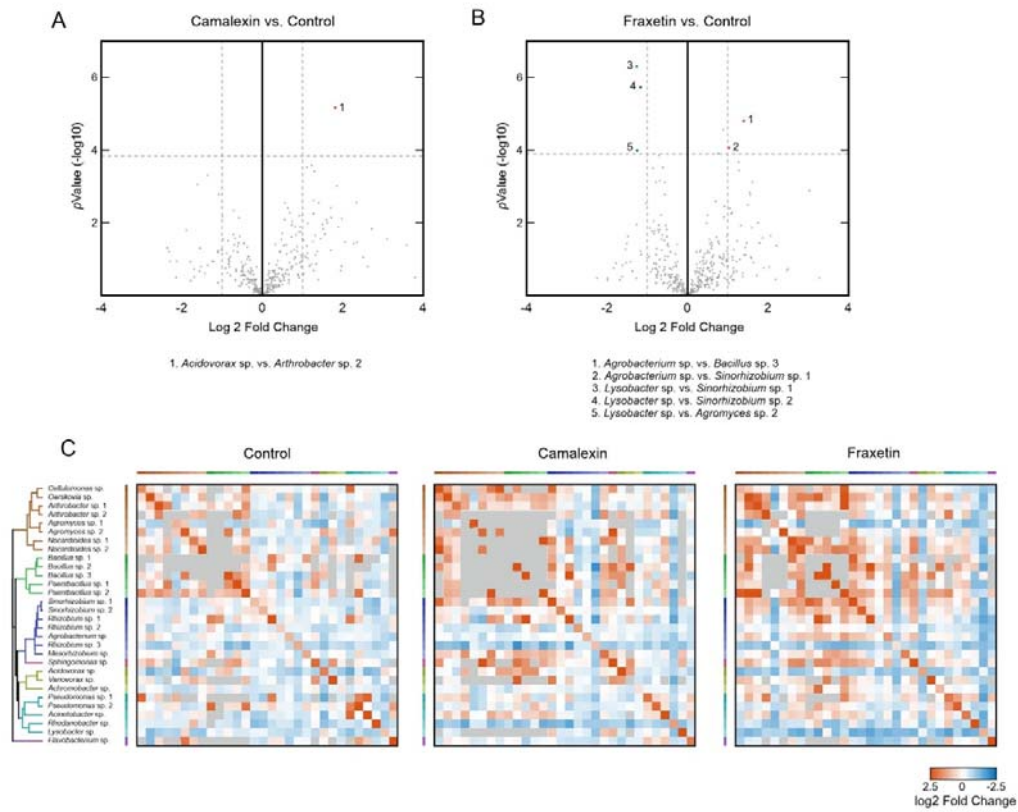 A
Camalexin vs. Control
pValue (-log10)
6
4
2
-4
-2
0
2
4
Log 2 Fold Change
1
1. Acidovorax sp. vs. Arthrobacter sp. 2
B
Fraxetin vs. Control
pValue (-log10)
6
4
2
-4
-2
0
2
4
Log 2 Fold Change
3
4
1
5
2
1. Agrobacterium sp. vs. Bacillus sp. 3
2. Agrobacterium sp. vs. Sinorhizobium sp. 1
3. Lysobacter sp. vs. Sinorhizobium sp. 1
4. Lysobacter sp. vs. Sinorhizobium sp. 2
5. Lysobacter sp. vs. Agromyces sp. 2
C
Control
Camalexin
Fraxetin
Cellulomonas sp.
Oerskovia sp.
Arthrobacter sp. 1
Arthrobacter sp. 2
Agromyces sp. 1
Agromyces sp. 2
Nocardioides sp. 1
Nocardioides sp. 2
Bacillus sp. 1
Bacillus sp. 2
Bacillus sp. 3
Paenibacillus sp. 1
Paenibacillus sp. 2
Sinorhizobium sp. 1
Sinorhizobium sp. 2
Rhizobium sp. 1
Rhizobium sp. 2
Agrobacterium sp.
Rhizobium sp. 3
Mesorhizobium sp.
Sphingomonas sp.
Acidovorax sp.
Variovorax sp.
Achromobacter sp.
Pseudomonas sp. 1
Pseudomonas sp. 2
Acinetobacter sp.
Rhodanobacter sp.
Lysobacter sp.
Flavobacterium sp.
2.5 0 -2.5
log2 Fold Change